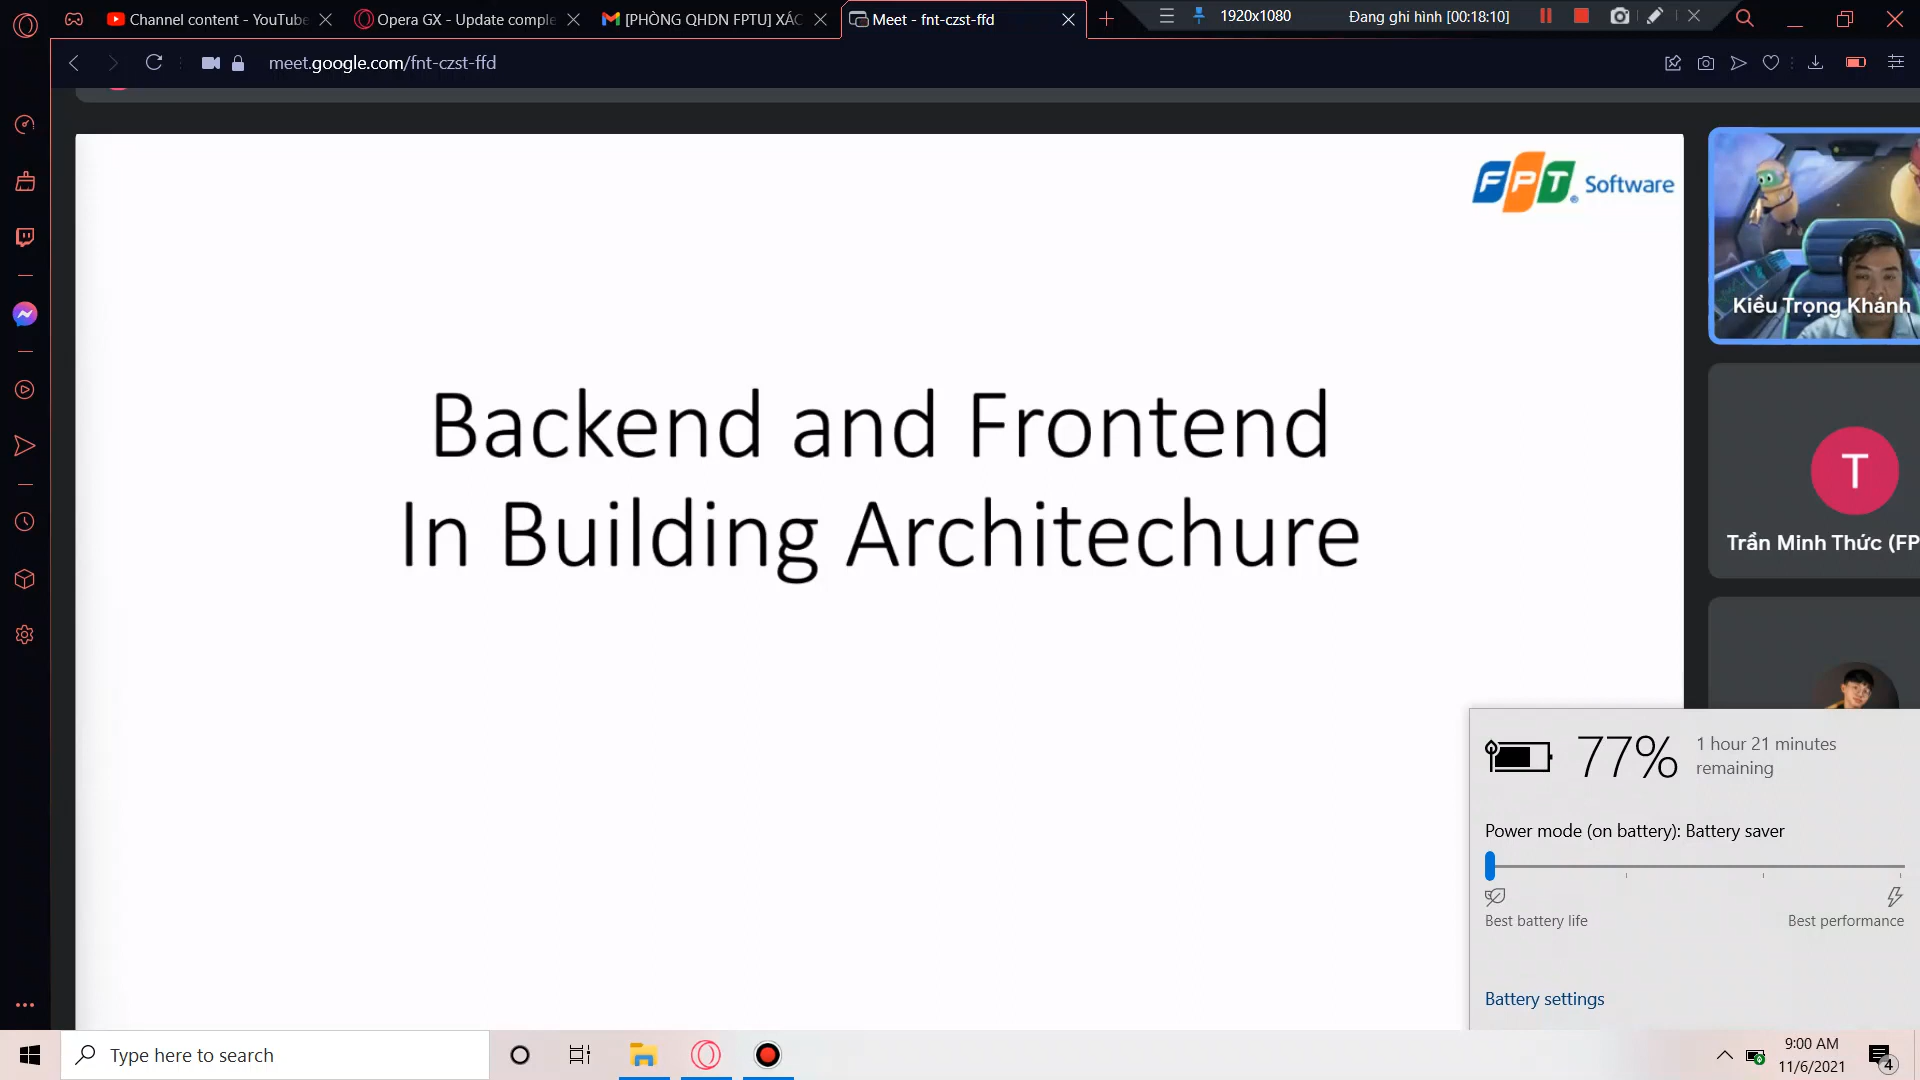 Channel content - YouTube
Opera GX - Update comple
[PHÒNG QHDN FPTU] XÁC
Meet - fnt-czst-ffd
1920x1080
Đang ghi hình [00:18:10]
meet.google.com/fnt-czst-ffd
FPT® Software
Backend and Frontend
In Building Architechure
Kiều Trọng Khánh
T
Trần Minh Thức (FP
77%
1 hour 21 minutes
remaining
Power mode (on battery): Battery saver
Best battery life
Best performance
Battery settings
Type here to search
9:00 AM
11/6/2021
4